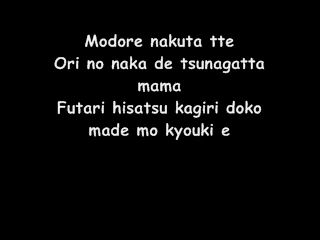 Modore nakuta tte
Ori no naka de tsunagatta
mama
Futari hisatsu kagiri doko
made mo kyouki e